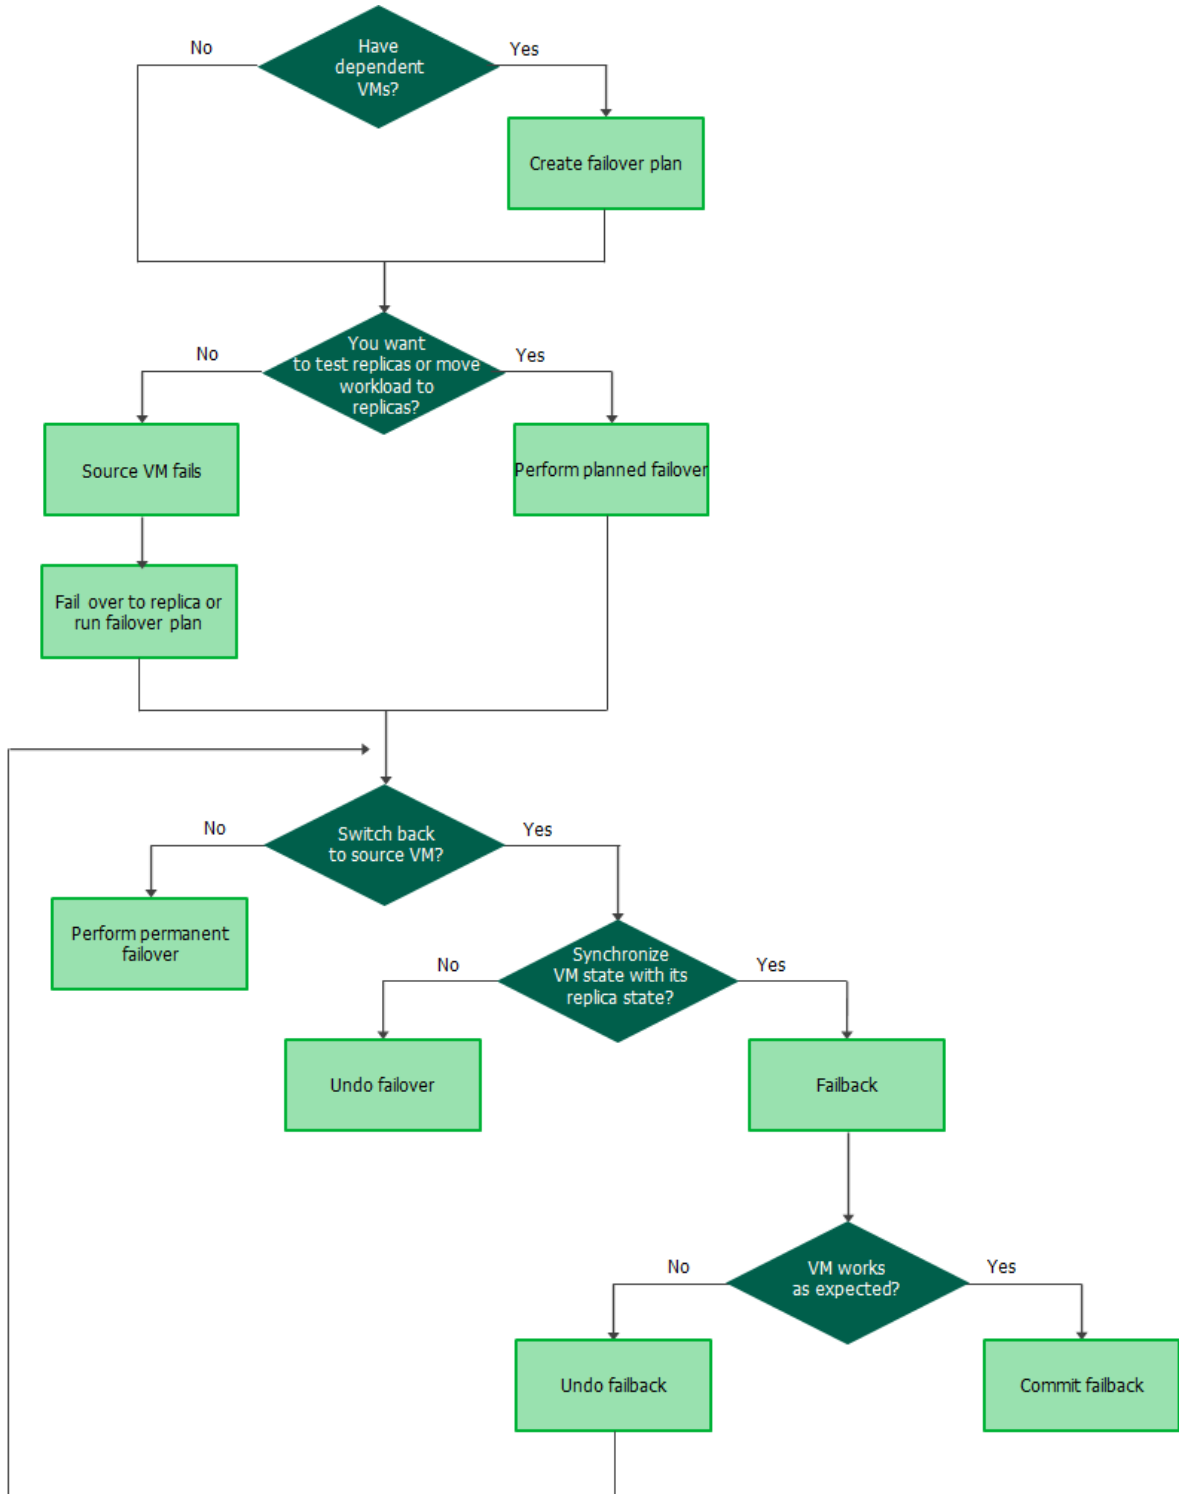 No
Have
dependent
VMs?
Yes
Create failover plan
No
You want
to test replicas or move
workload to
replicas?
Yes
Source VM fails
Perform planned failover
Fail over to replica or
run failover plan
No
Switch back
to source VM?
Yes
Perform permanent
failover
No
Synchronize
VM state with its
replica state?
Yes
Undo failover
Failback
No
VM works
as expected?
Yes
Undo failback
Commit failback